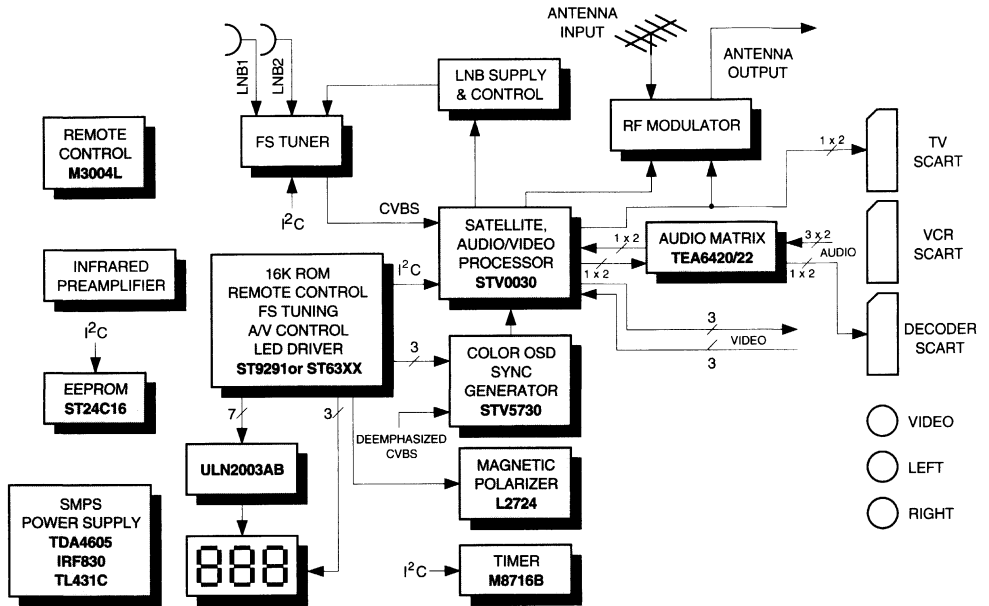 ANTENNA
INPUT
ANTENNA
OUTPUT
LNB1
LNB2
LNB SUPPLY
& CONTROL
REMOTE
CONTROL
M3004L
FS TUNER
RF MODULATOR
1 x 2
TV
SCART
I²C
CVBS
SATELLITE,
AUDIO/VIDEO
PROCESSOR
STV0030
1 x 2
1 x 2
AUDIO MATRIX
TEA6420/22
3 x 2
AUDIO
1 x 2
VCR
SCART
INFRARED
PREAMPLIFIER
16K ROM
REMOTE CONTROL
FS TUNING
A/V CONTROL
LED DRIVER
ST9291or ST63XX
I²C
3
3
VIDEO
3
DECODER
SCART
I²C
EEPROM
ST24C16
COLOR OSD
SYNC
GENERATOR
STV5730
7
3
DEEMPHASIZED
CVBS
VIDEO
LEFT
RIGHT
ULN2003AB
MAGNETIC
POLARIZER
L2724
SMPS
POWER SUPPLY
TDA4605
IRF830
TL431C
888
I²C
TIMER
M8716B